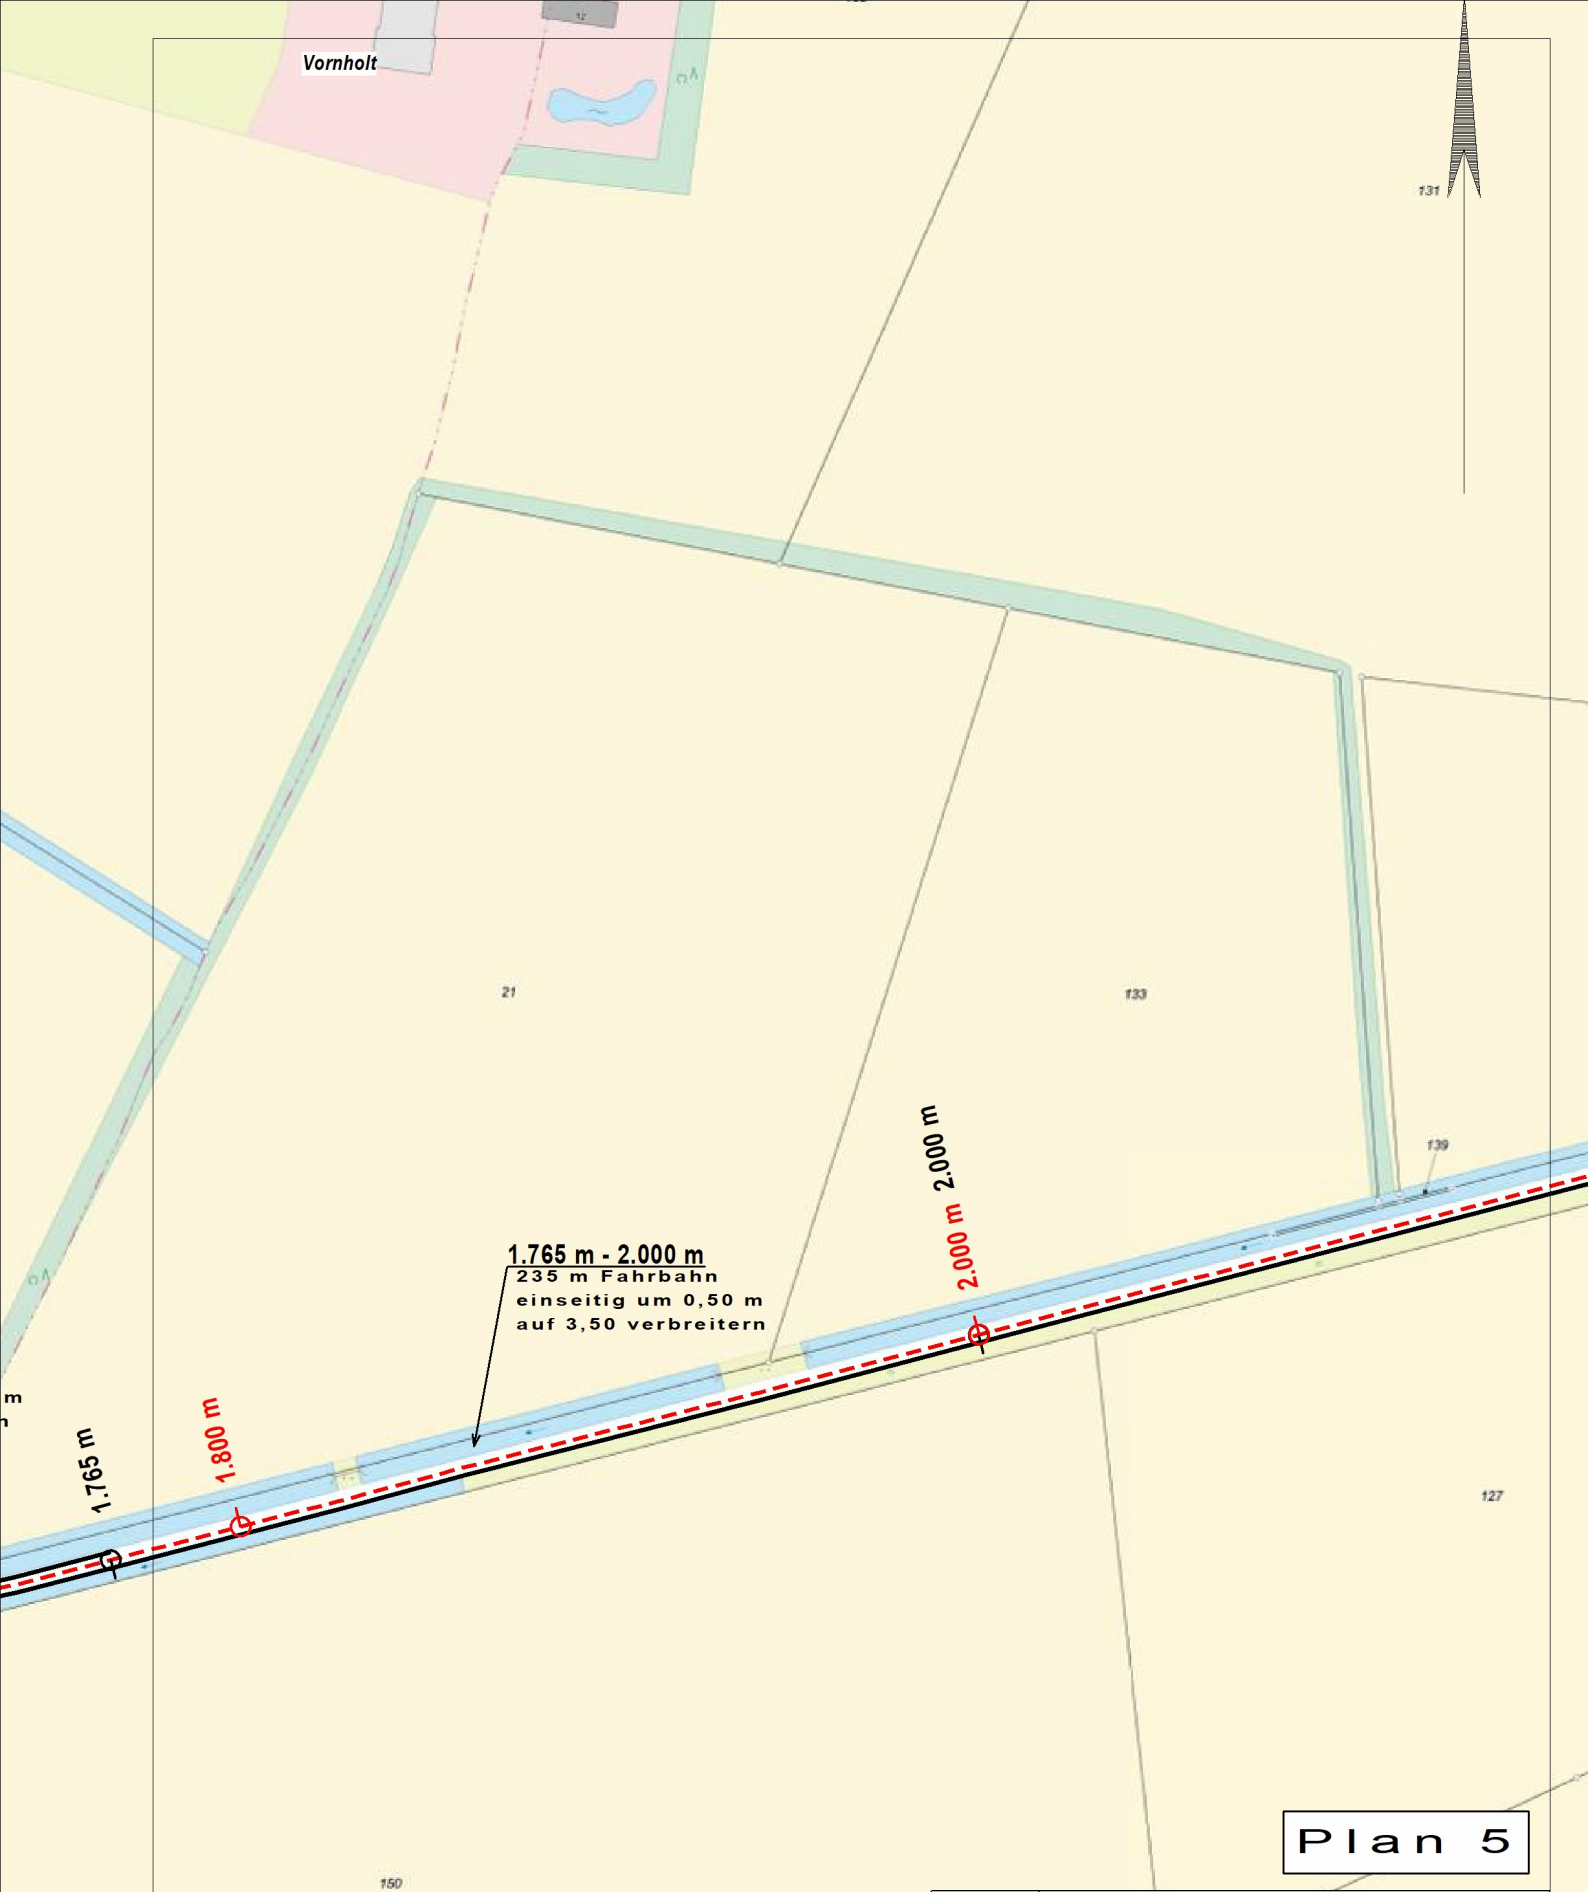 12
Vornholt
131
21
133
139
2.000 m
2.000 m
1.765 m - 2.000 m
235 m Fahrbahn
einseitig um 0,50 m
auf 3,50 verbreitern
m
1.800 m
1.765 m
127
Plan 5
150